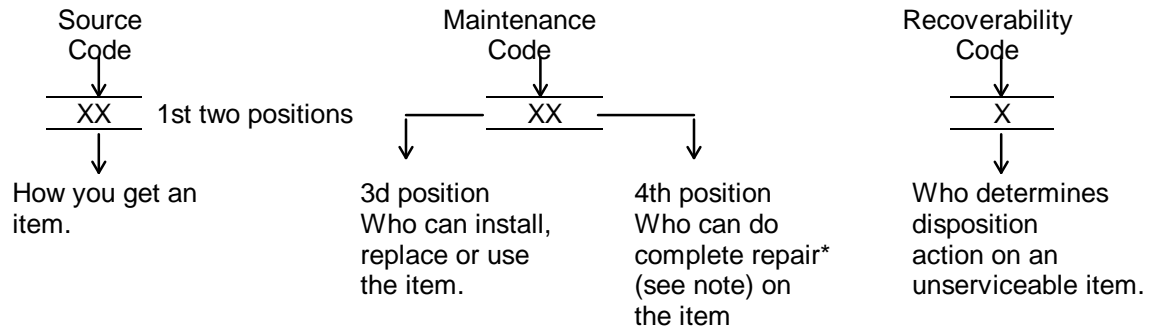 Source
Code
XX 1st two positions
How you get an
item.
Maintenance
Code
XX
3d position
Who can install,
replace or use
the item.
4th position
Who can do
complete repair*
(see note) on
the item
Recoverability
Code
X
Who determines
disposition
action on an
unserviceable item.